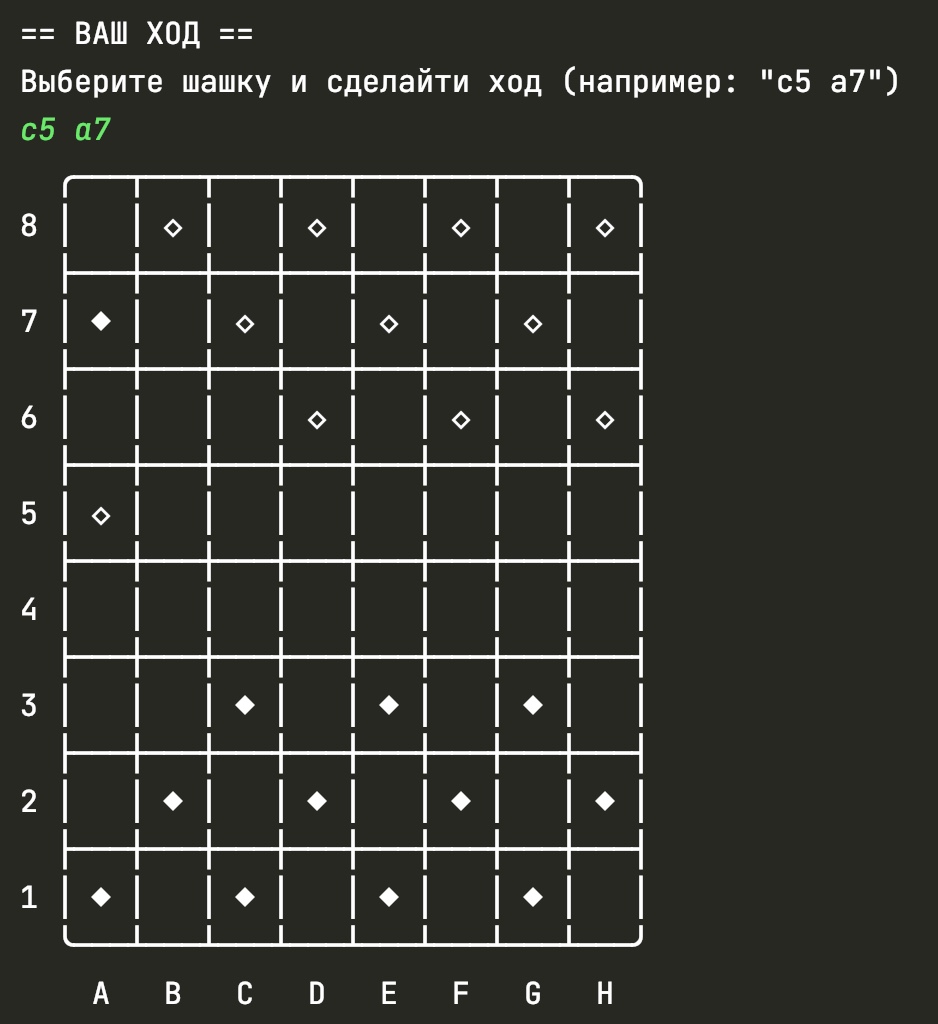 == ВАШ ХОД ==
Выберите шашку и сделайти ход (например: "c5 a7")
c5 a7
8 ◇ ◇ ◇ ◇
7 ◆ ◇ ◇ ◇
6 ◇ ◇ ◇
5 ◇
4
3 ◆ ◆ ◆
2 ◆ ◆ ◆ ◆
1 ◆ ◆ ◆ ◆
A B C D E F G H